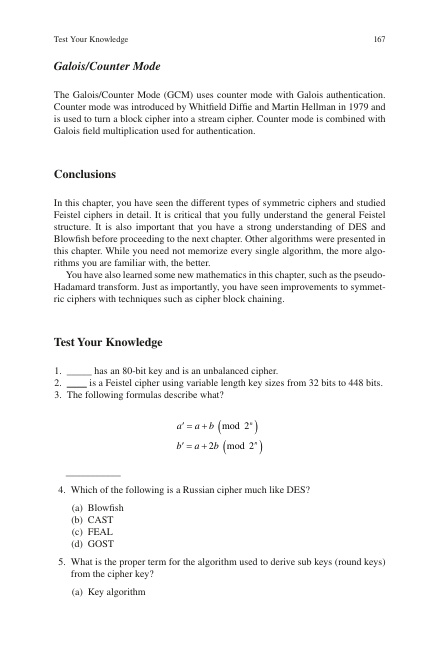 Test Your Knowledge 167
Galois/Counter Mode
The Galois/Counter Mode (GCM) uses counter mode with Galois authentication.
Counter mode was introduced by Whitfield Diffie and Martin Hellman in 1979 and
is used to turn a block cipher into a stream cipher. Counter mode is combined with
Galois field multiplication used for authentication.
Conclusions
In this chapter, you have seen the different types of symmetric ciphers and studied
Feistel ciphers in detail. It is critical that you fully understand the general Feistel
structure. It is also important that you have a strong understanding of DES and
Blowfish before proceeding to the next chapter. Other algorithms were presented in
this chapter. While you need not memorize every single algorithm, the more algo-
rithms you are familiar with, the better.
You have also learned some new mathematics in this chapter, such as the pseudo-
Hadamard transform. Just as importantly, you have seen improvements to symmet-
ric ciphers with techniques such as cipher block chaining.
Test Your Knowledge
1. _____ has an 80-bit key and is an unbalanced cipher.
2. ____ is a Feistel cipher using variable length key sizes from 32 bits to 448 bits.
3. The following formulas describe what?
a′ = a + b (mod 2ⁿ)
b′ = a + 2b (mod 2ⁿ)
___________
4. Which of the following is a Russian cipher much like DES?
(a) Blowfish
(b) CAST
(c) FEAL
(d) GOST
5. What is the proper term for the algorithm used to derive sub keys (round keys)
from the cipher key?
(a) Key algorithm